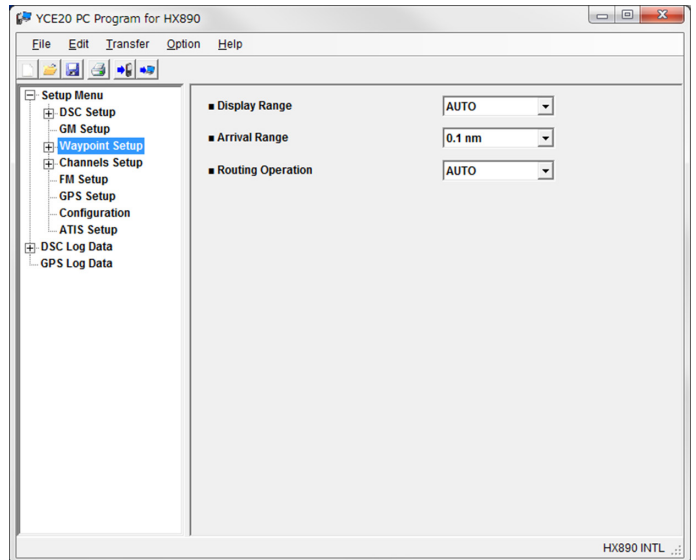 YCE20 PC Program for HX890
File Edit Transfer Option Help
Setup Menu
DSC Setup
GM Setup
Waypoint Setup
Channels Setup
FM Setup
GPS Setup
Configuration
ATIS Setup
DSC Log Data
GPS Log Data
Display Range AUTO
Arrival Range 0.1 nm
Routing Operation AUTO
HX890 INTL